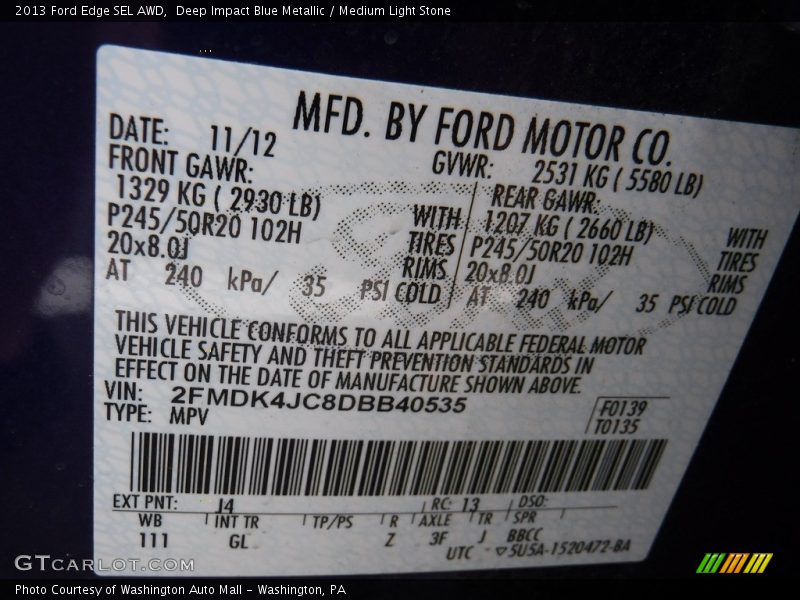 2013 Ford Edge SEL AWD,  Deep Impact Blue Metallic / Medium Light Stone
MFD. BY FORD MOTOR CO.
DATE: 11/12 GVWR: 2531 KG ( 5580 LB)
FRONT GAWR: REAR GAWR:
1329 KG ( 2930 LB) WITH 1207 KG ( 2660 LB) WITH
P245/50R20 102H TIRES P245/50R20 102H TIRES
20x8.0J RIMS 20x8.0J RIMS
AT 240 kPa/ 35 PSI COLD AT 240 kPa/ 35 PSI COLD
THIS VEHICLE CONFORMS TO ALL APPLICABLE FEDERAL MOTOR
VEHICLE SAFETY AND THEFT PREVENTION STANDARDS IN
EFFECT ON THE DATE OF MANUFACTURE SHOWN ABOVE.
VIN: 2FMDK4JC8DBB40535
TYPE: MPV
F0139
T0135
EXT PNT: J4 RC: 13 DSO:
WB INT TR TP/PS R AXLE TR SPR
111 GL Z 3F J BBCC
UTC 5U5A-1520472-BA
GTCARLOT.COM
Photo Courtesy of Washington Auto Mall - Washington, PA